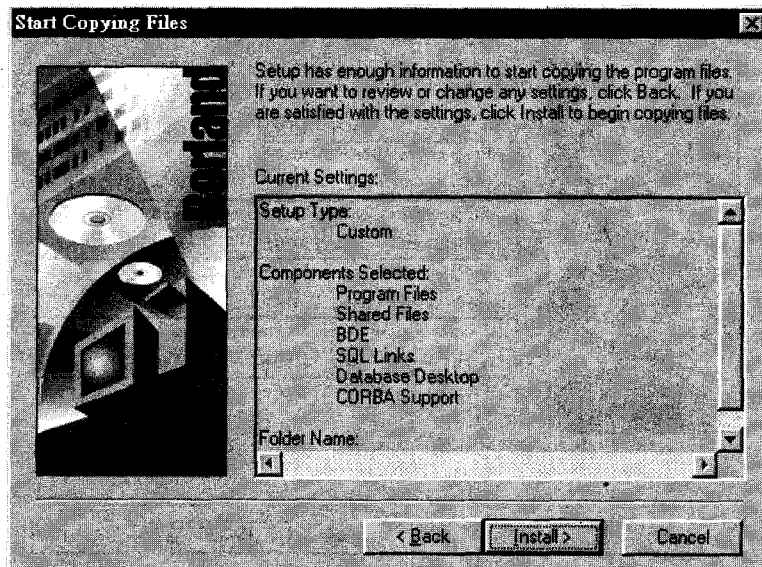 Start Copying Files
Borland
Setup has enough information to start copying the program files.
If you want to review or change any settings, click Back. If you
are satisfied with the settings, click Install to begin copying files.
Current Settings:
Setup Type:
Custom
Components Selected:
Program Files
Shared Files
BDE
SQL Links
Database Desktop
CORBA Support
Folder Name:
< Back
Install >
Cancel